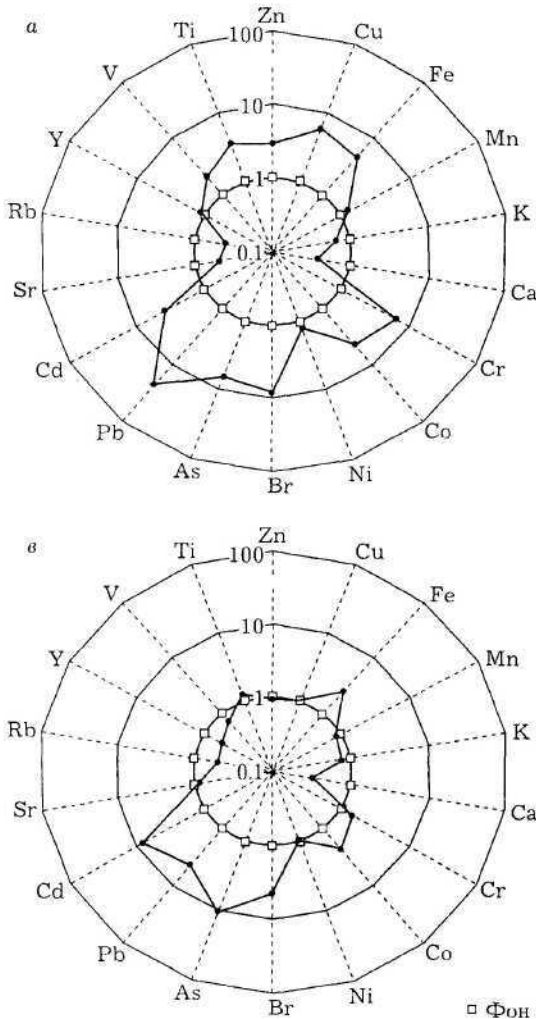 а
Zn
100
Ti
Cu
V
Fe
10
Y
Mn
1
Rb
K
0.1
Sr
Ca
Cd
Cr
Pb
Co
As
Ni
Br
в
Zn
100
Ti
Cu
V
Fe
10
Y
Mn
1
Rb
K
0.1
Sr
Ca
Cd
Cr
Pb
Co
As
Ni
Br
Фон